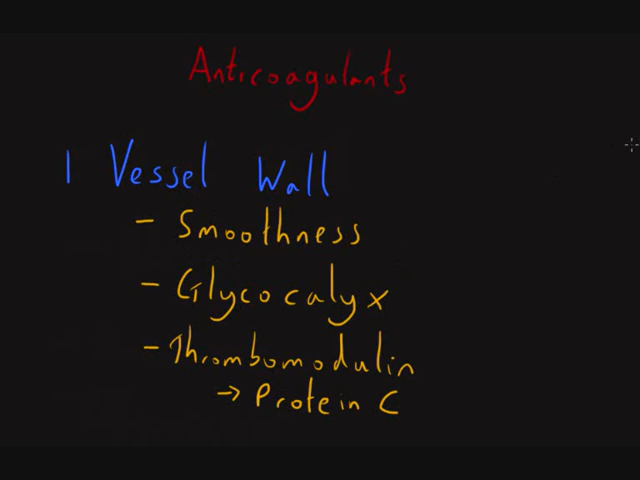 Anticoagulants
1 Vessel Wall
- Smoothness
- Glycocalyx
- Thrombomodulin
→ Protein C